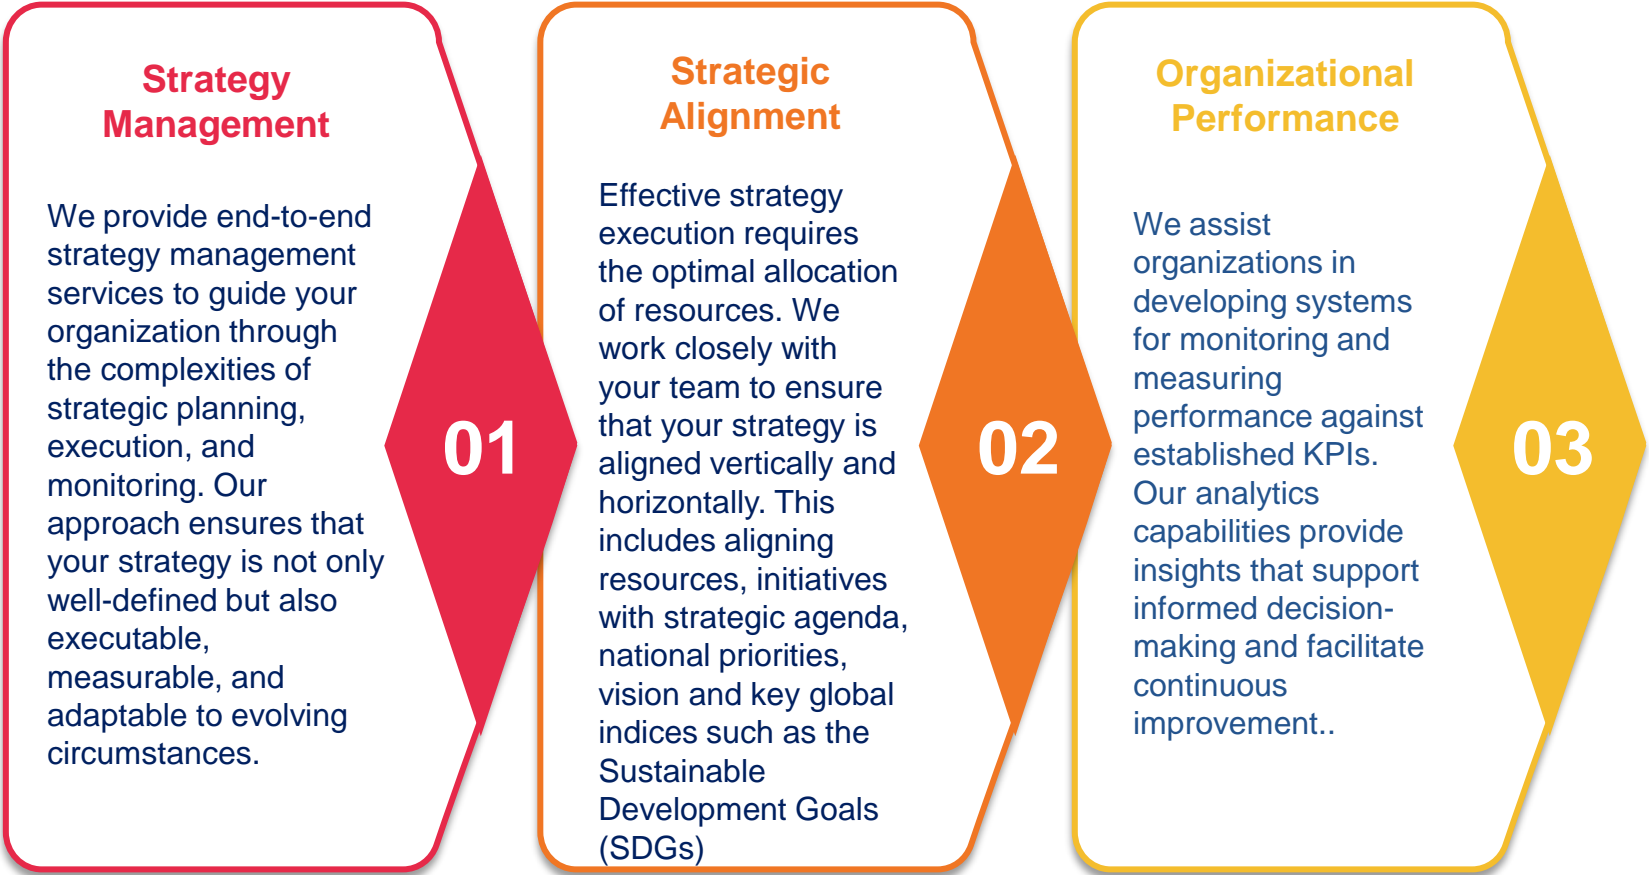 Strategy
Management
We provide end-to-end
strategy management
services to guide your
organization through
the complexities of
strategic planning,
execution, and
monitoring. Our
approach ensures that
your strategy is not only
well-defined but also
executable,
measurable, and
adaptable to evolving
circumstances.
01
Strategic
Alignment
Effective strategy
execution requires
the optimal allocation
of resources. We
work closely with
your team to ensure
that your strategy is
aligned vertically and
horizontally. This
includes aligning
resources, initiatives
with strategic agenda,
national priorities,
vision and key global
indices such as the
Sustainable
Development Goals
(SDGs)
02
Organizational
Performance
We assist
organizations in
developing systems
for monitoring and
measuring
performance against
established KPIs.
Our analytics
capabilities provide
insights that support
informed decision-
making and facilitate
continuous
improvement..
03